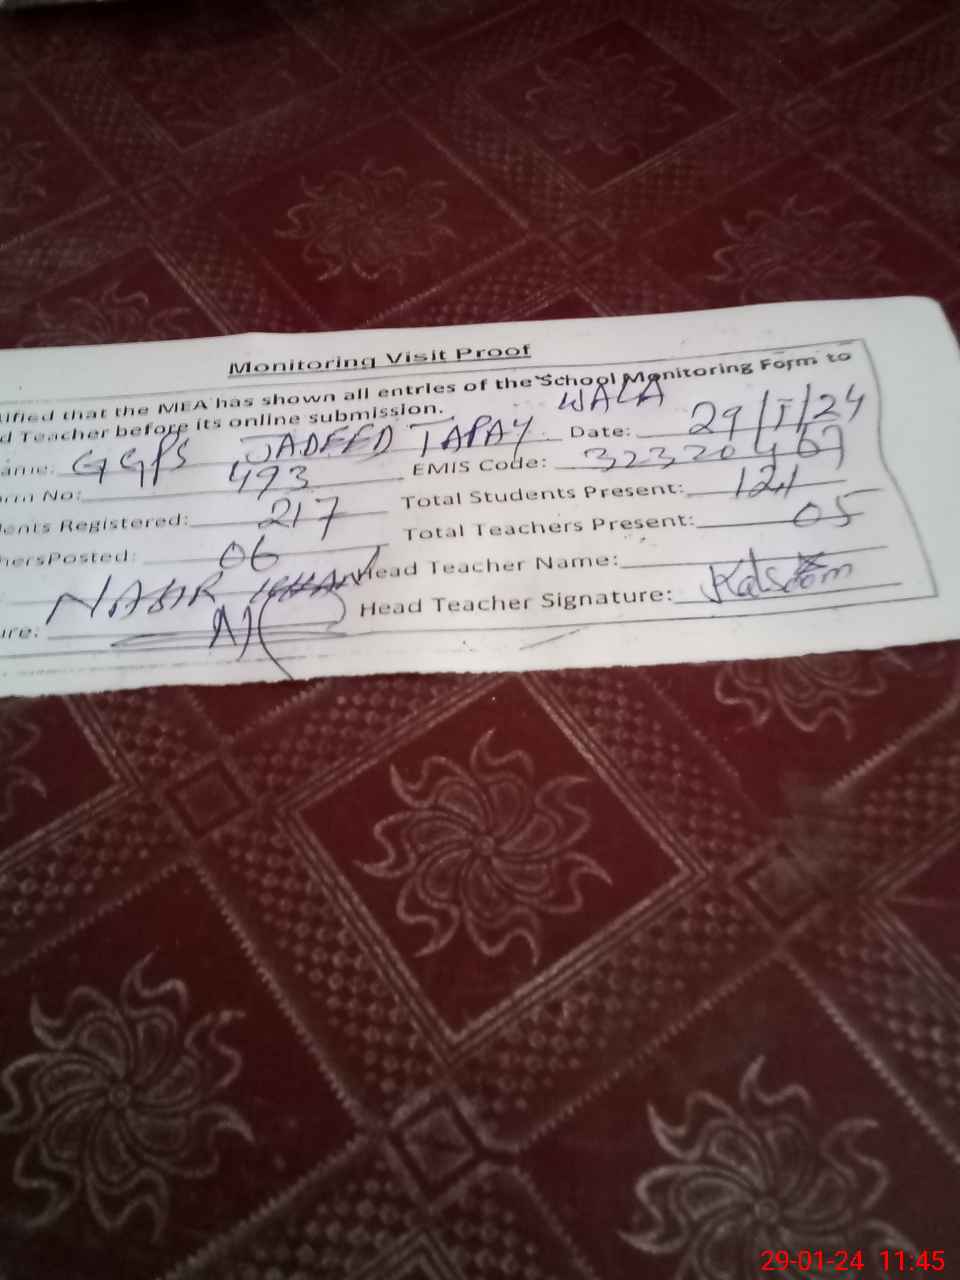 Monitoring Visit Proof
ified that the MEA has shown all entries of the School Monitoring Form to
d Teacher before its online submission.
ame: GGPS JADEED TAPAY WALA Date: 29/I/24
orm No: 493 EMIS Code: 32320467
ents Registered: 217 Total Students Present: 121
hersPosted: 06 Total Teachers Present: 05
NASIR KHAN Head Teacher Name:
ure: Head Teacher Signature:
29-01-24 11:45